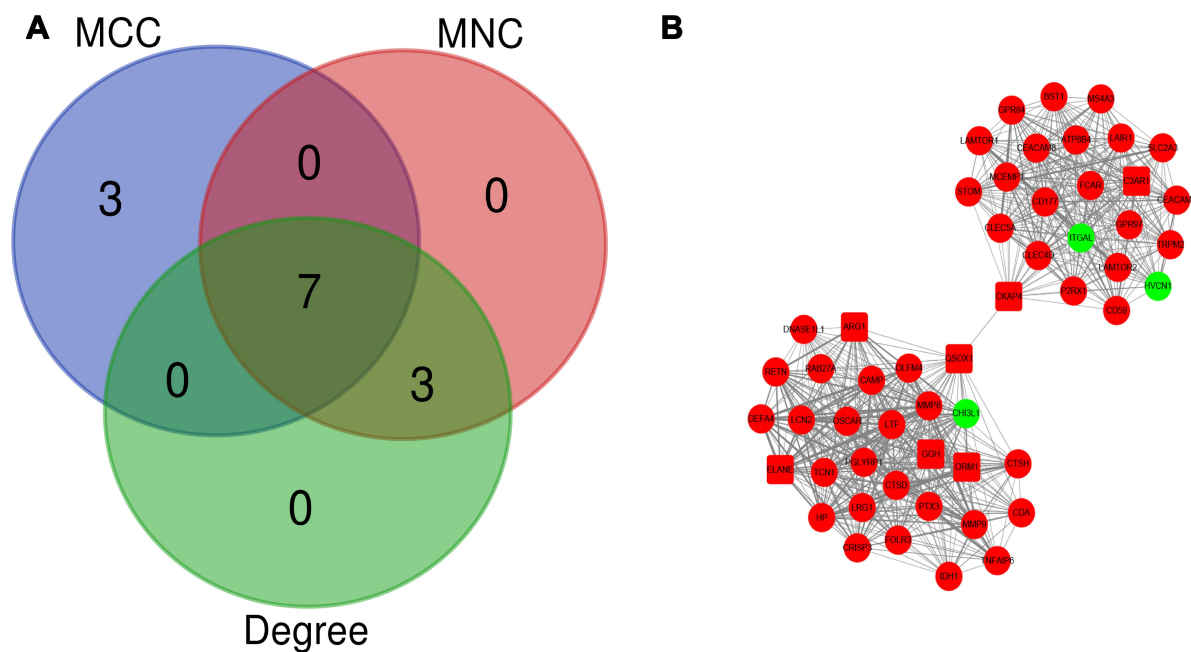 A
MCC
MNC
B
3
0
0
7
0
3
0
Degree
BST1
MS4A3
GPR84
LAMTOR1
CEACAM8
ATP8B4
LAIR1
SLC2A3
MCEMP1
FCAR
C3AR1
STOM
CD177
CEACAM
CLEC5A
GPR97
ITGAL
TRPM2
CLEC4D
LAMTOR2
P2RX1
HVCN1
CKAP4
CD59
DNASE1L1
ARG1
QSOX1
RETN
RAB27A
CAMP
OLFM4
DEFA4
LCN2
OSCAR
LTF
MMP8
CHI3L1
ELANE
TCN1
PGLYRP1
GGH
ORM1
CTSH
CTSD
HP
LRG1
PTX3
MMP9
CDA
CRISP3
FOLR3
TNFAIP6
IDH1